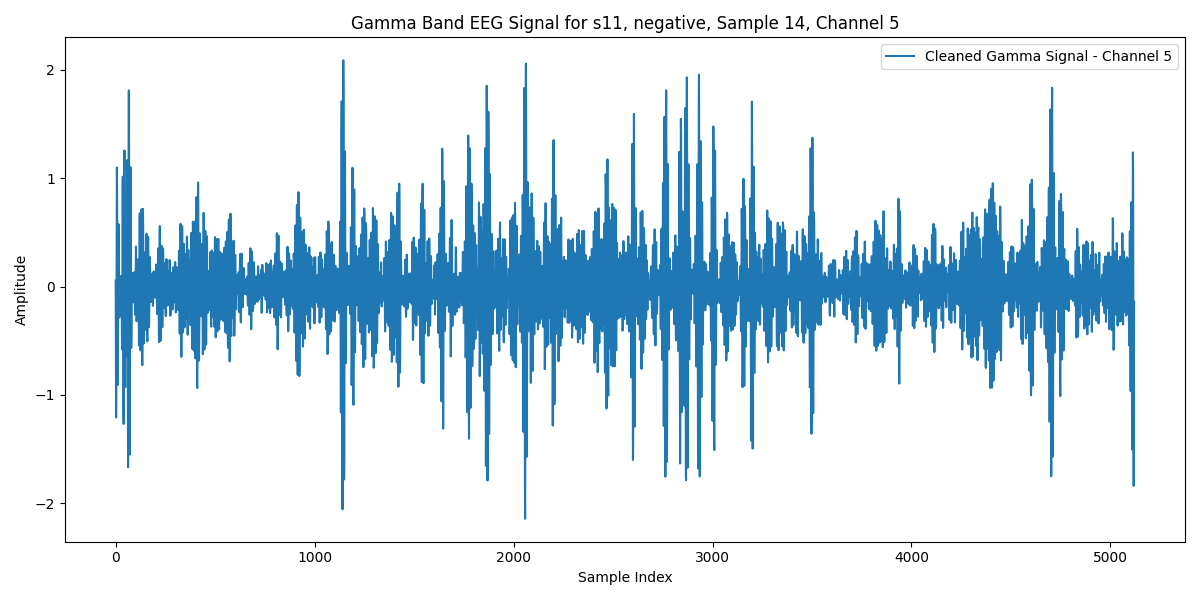 Gamma Band EEG Signal for s11, negative, Sample 14, Channel 5
Cleaned Gamma Signal - Channel 5
Amplitude
2
1
0
−1
−2
0 1000 2000 3000 4000 5000
Sample Index